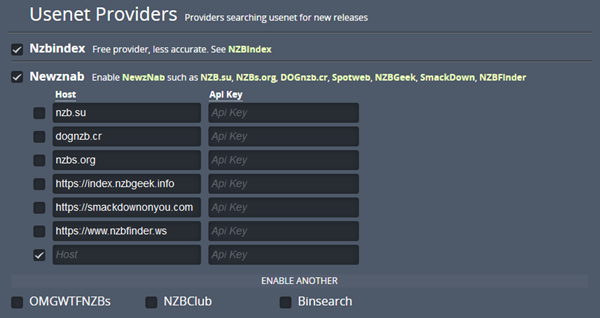 Usenet Providers Providers searching usenet for new releases
Nzbindex Free provider, less accurate. See NZBIndex
Newznab Enable NewzNab such as NZB.su, NZBs.org, DOGnzb.cr, Spotweb, NZBGeek, SmackDown, NZBFInder
Host Api Key
nzb.su Api Key
dognzb.cr Api Key
nzbs.org Api Key
https://index.nzbgeek.info Api Key
https://smackdownonyou.com Api Key
https://www.nzbfinder.ws Api Key
Host Api Key
ENABLE ANOTHER
OMGWTFNZBs NZBClub Binsearch